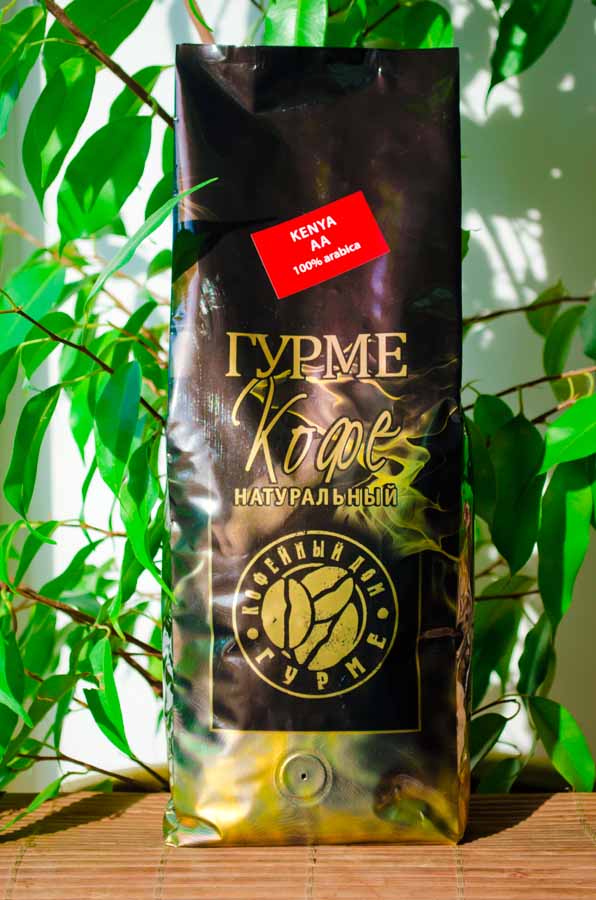 KENYA
AA
100% arabica
ГУРМЕ
Кофе
НАТУРАЛЬНЫЙ
КОФЕЙНЫЙ ДОМ
ГУРМЕ